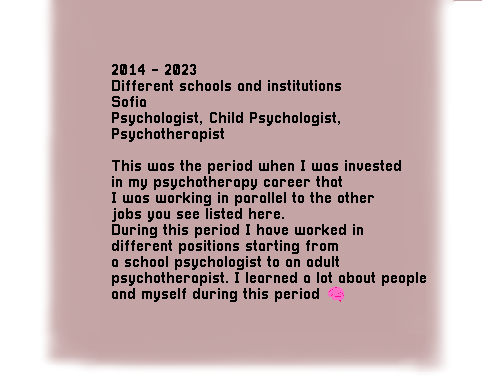 2014 - 2023
Different schools and institutions
Sofia
Psychologist, Child Psychologist,
Psychotherapist
This was the period when I was invested
in my psychotherapy career that
I was working in parallel to the other
jobs you see listed here.
During this period I have worked in
different positions starting from
a school psychologist to an adult
psychotherapist. I learned a lot about people
and myself during this period 🧠